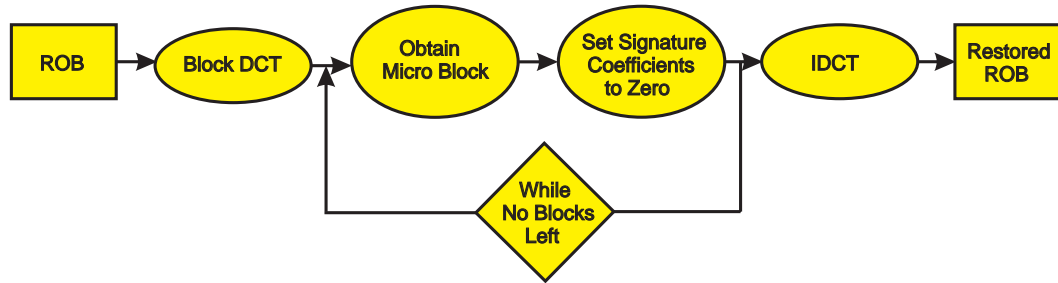 ROB
Block DCT
Obtain
Micro Block
Set Signature
Coefficients
to Zero
IDCT
Restored
ROB
While
No Blocks
Left